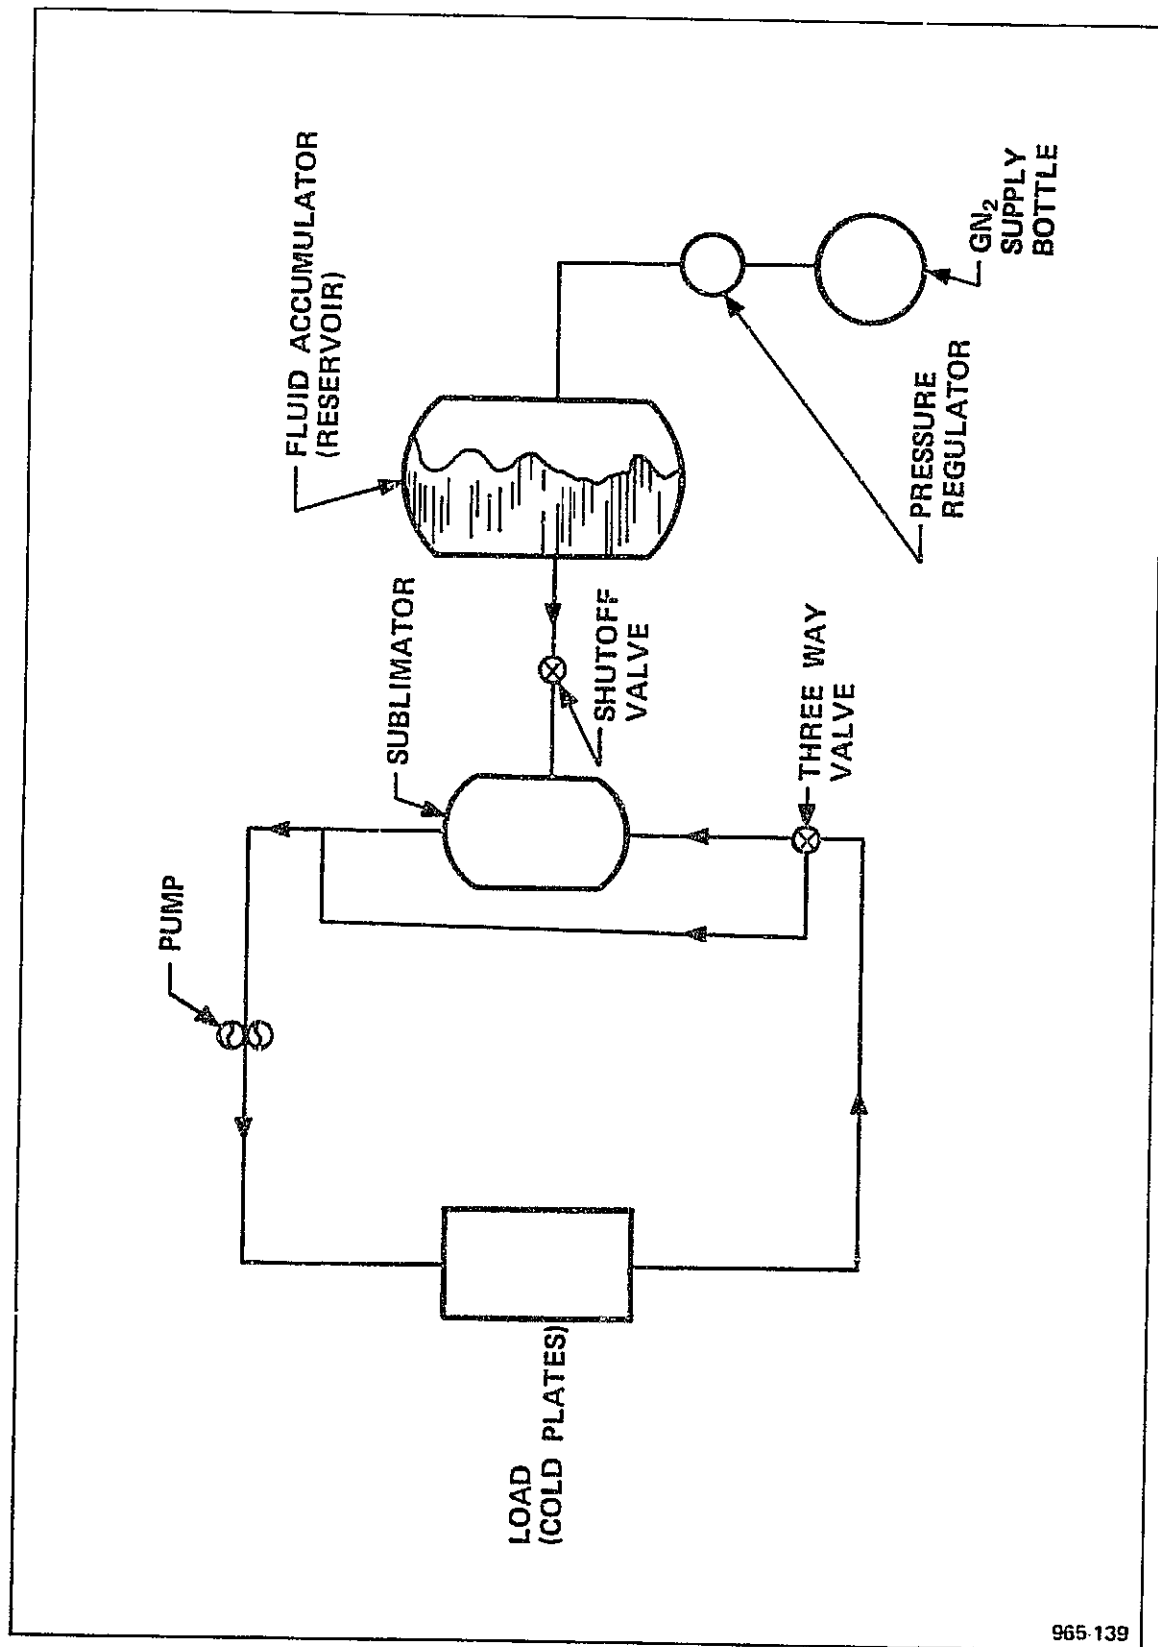 FLUID ACCUMULATOR
(RESERVOIR)
SUBLIMATOR
PUMP
SHUTOFF
VALVE
GN2
SUPPLY
BOTTLE
PRESSURE
REGULATOR
THREE WAY
VALVE
LOAD
(COLD PLATES)
965-139